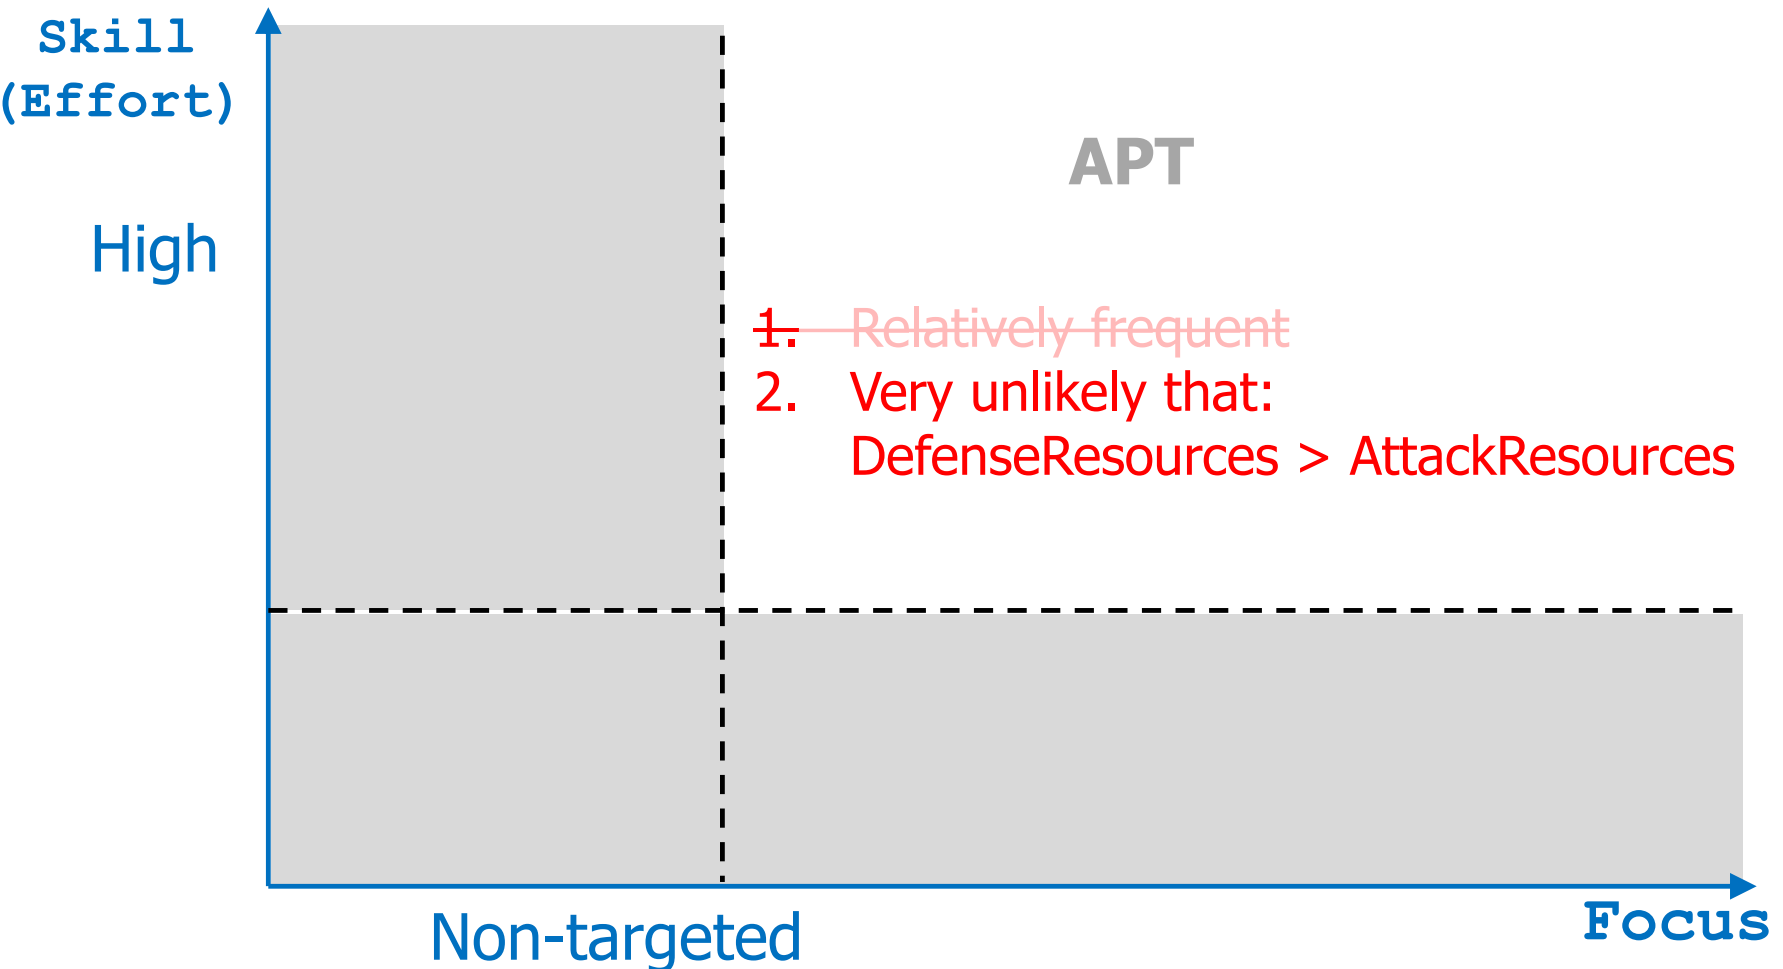 Skill
(Effort)
APT
High
1. Relatively frequent
2. Very unlikely that:
DefenseResources > AttackResources
Focus
Non-targeted